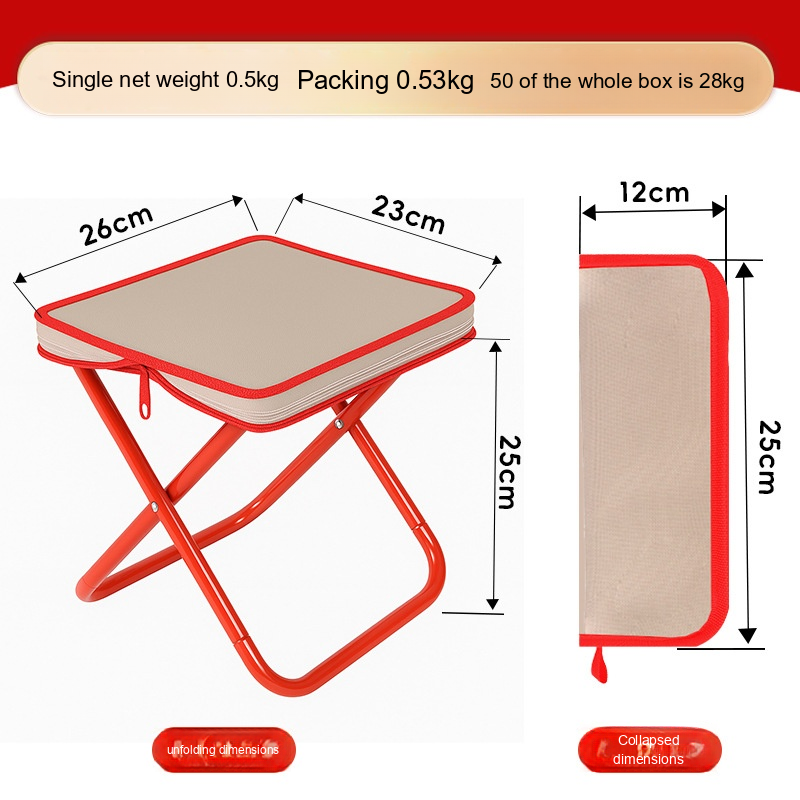 Single net weight 0.5kg Packing 0.53kg 50 of the whole box is 28kg
26cm
23cm
12cm
25cm
25cm
unfolding dimensions
Collapsed
dimensions